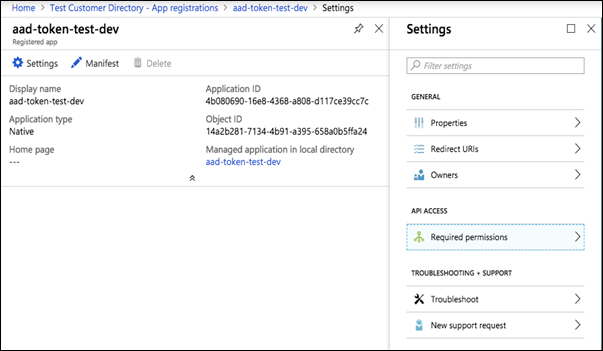 Home > Test Customer Directory - App registrations > aad-token-test-dev > Settings
aad-token-test-dev
Registered app
Settings
Manifest
Delete
Display name
aad-token-test-dev
Application type
Native
Home page
---
Application ID
4b080690-16e8-4368-a808-d117ce39cc7c
Object ID
14a2b281-7134-4b91-a395-658a0b5ffa24
Managed application in local directory
aad-token-test-dev
Settings
Filter settings
GENERAL
Properties
Redirect URIs
Owners
API ACCESS
Required permissions
TROUBLESHOOTING + SUPPORT
Troubleshoot
New support request